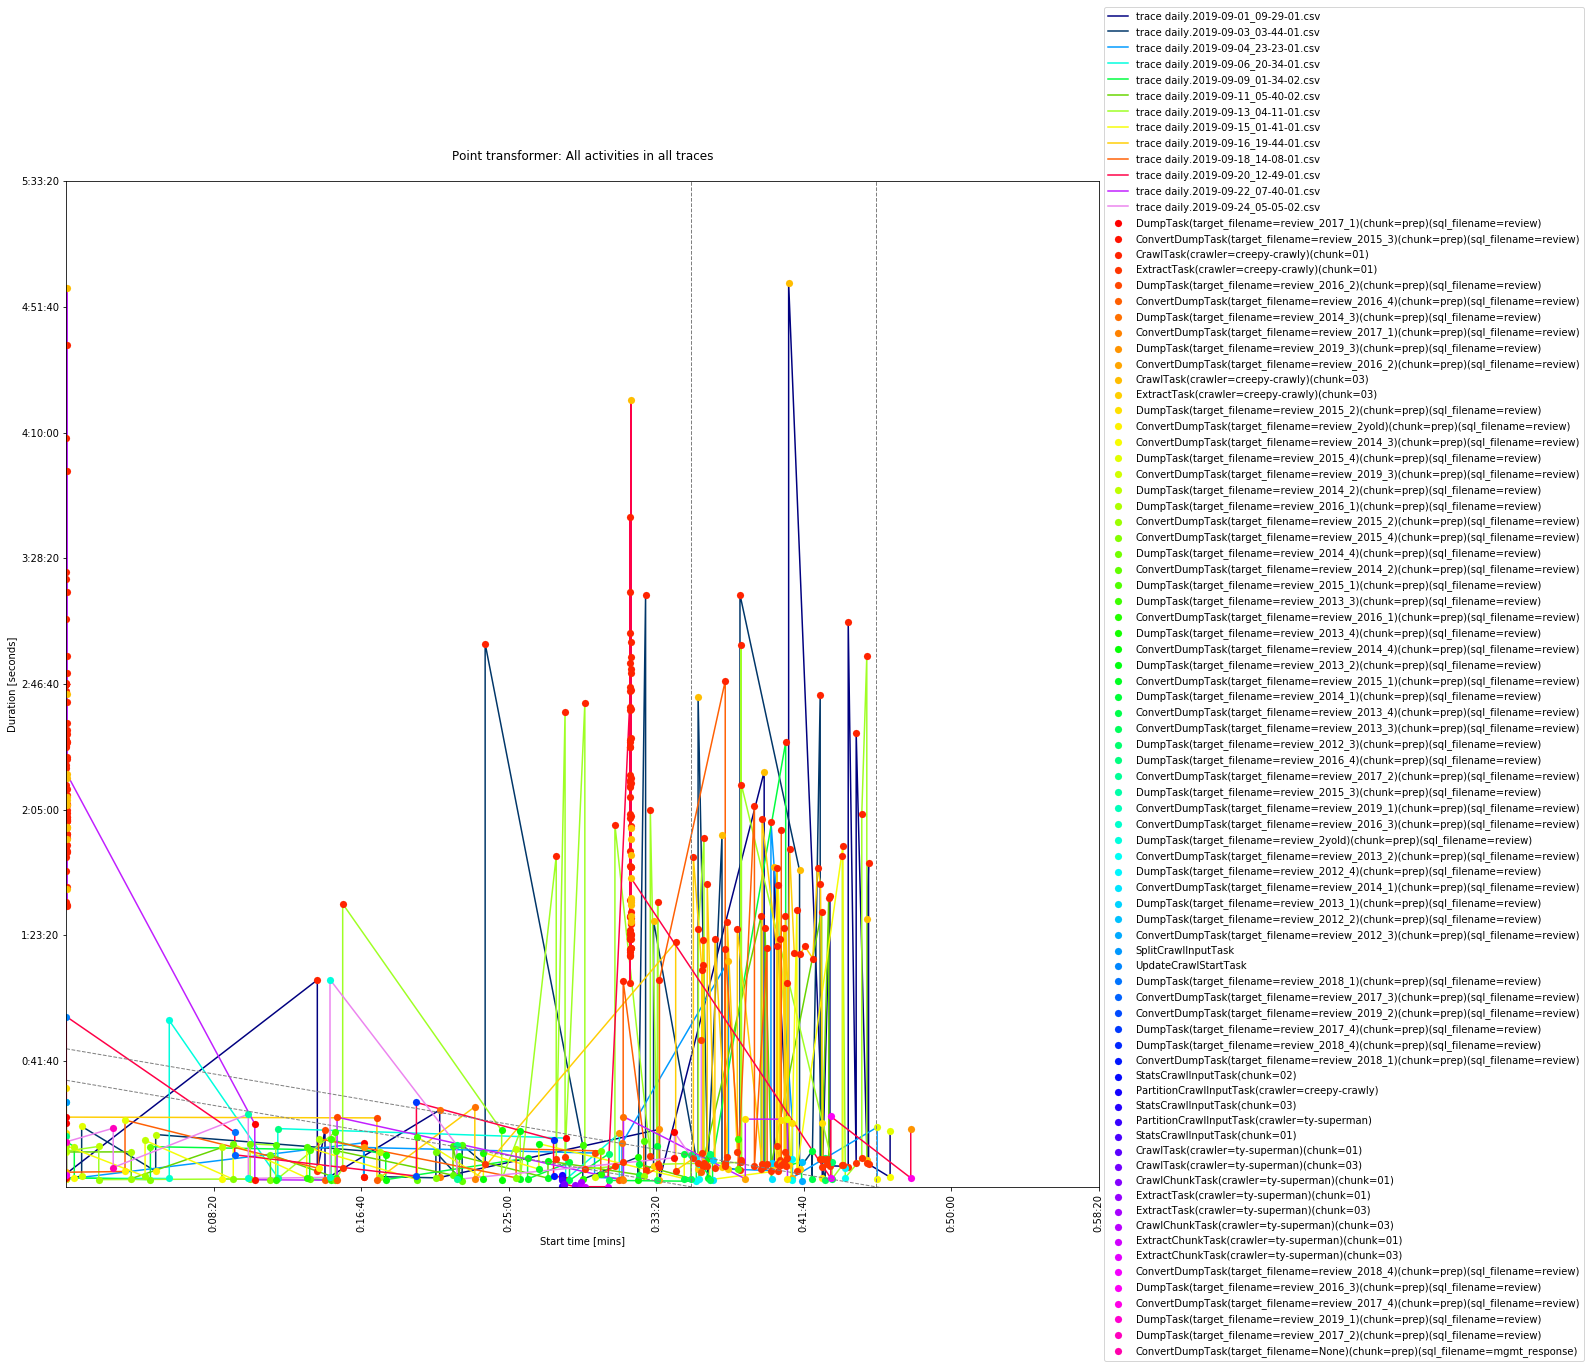 Point transformer: All activities in all traces
5:33:20
4:51:40
4:10:00
3:28:20
2:46:40
2:05:00
1:23:20
0:41:40
Duration [seconds]
0:08:20
0:16:40
0:25:00
0:33:20
0:41:40
0:50:00
0:58:20
Start time [mins]
trace daily.2019-09-01_09-29-01.csv
trace daily.2019-09-03_03-44-01.csv
trace daily.2019-09-04_23-23-01.csv
trace daily.2019-09-06_20-34-01.csv
trace daily.2019-09-09_01-34-02.csv
trace daily.2019-09-11_05-40-02.csv
trace daily.2019-09-13_04-11-01.csv
trace daily.2019-09-15_01-41-01.csv
trace daily.2019-09-16_19-44-01.csv
trace daily.2019-09-18_14-08-01.csv
trace daily.2019-09-20_12-49-01.csv
trace daily.2019-09-22_07-40-01.csv
trace daily.2019-09-24_05-05-02.csv
DumpTask(target_filename=review_2017_1)(chunk=prep)(sql_filename=review)
ConvertDumpTask(target_filename=review_2015_3)(chunk=prep)(sql_filename=review)
CrawlTask(crawler=creepy-crawly)(chunk=01)
ExtractTask(crawler=creepy-crawly)(chunk=01)
DumpTask(target_filename=review_2016_2)(chunk=prep)(sql_filename=review)
ConvertDumpTask(target_filename=review_2016_4)(chunk=prep)(sql_filename=review)
DumpTask(target_filename=review_2014_3)(chunk=prep)(sql_filename=review)
ConvertDumpTask(target_filename=review_2017_1)(chunk=prep)(sql_filename=review)
DumpTask(target_filename=review_2019_3)(chunk=prep)(sql_filename=review)
ConvertDumpTask(target_filename=review_2016_2)(chunk=prep)(sql_filename=review)
CrawlTask(crawler=creepy-crawly)(chunk=03)
ExtractTask(crawler=creepy-crawly)(chunk=03)
DumpTask(target_filename=review_2015_2)(chunk=prep)(sql_filename=review)
ConvertDumpTask(target_filename=review_2yold)(chunk=prep)(sql_filename=review)
ConvertDumpTask(target_filename=review_2014_3)(chunk=prep)(sql_filename=review)
DumpTask(target_filename=review_2015_4)(chunk=prep)(sql_filename=review)
ConvertDumpTask(target_filename=review_2019_3)(chunk=prep)(sql_filename=review)
DumpTask(target_filename=review_2014_2)(chunk=prep)(sql_filename=review)
DumpTask(target_filename=review_2016_1)(chunk=prep)(sql_filename=review)
ConvertDumpTask(target_filename=review_2015_2)(chunk=prep)(sql_filename=review)
ConvertDumpTask(target_filename=review_2015_4)(chunk=prep)(sql_filename=review)
DumpTask(target_filename=review_2014_4)(chunk=prep)(sql_filename=review)
ConvertDumpTask(target_filename=review_2014_2)(chunk=prep)(sql_filename=review)
DumpTask(target_filename=review_2015_1)(chunk=prep)(sql_filename=review)
DumpTask(target_filename=review_2013_3)(chunk=prep)(sql_filename=review)
ConvertDumpTask(target_filename=review_2016_1)(chunk=prep)(sql_filename=review)
DumpTask(target_filename=review_2013_4)(chunk=prep)(sql_filename=review)
ConvertDumpTask(target_filename=review_2014_4)(chunk=prep)(sql_filename=review)
DumpTask(target_filename=review_2013_2)(chunk=prep)(sql_filename=review)
ConvertDumpTask(target_filename=review_2015_1)(chunk=prep)(sql_filename=review)
DumpTask(target_filename=review_2014_1)(chunk=prep)(sql_filename=review)
ConvertDumpTask(target_filename=review_2013_4)(chunk=prep)(sql_filename=review)
ConvertDumpTask(target_filename=review_2013_3)(chunk=prep)(sql_filename=review)
DumpTask(target_filename=review_2012_3)(chunk=prep)(sql_filename=review)
DumpTask(target_filename=review_2016_4)(chunk=prep)(sql_filename=review)
ConvertDumpTask(target_filename=review_2017_2)(chunk=prep)(sql_filename=review)
DumpTask(target_filename=review_2015_3)(chunk=prep)(sql_filename=review)
ConvertDumpTask(target_filename=review_2019_1)(chunk=prep)(sql_filename=review)
ConvertDumpTask(target_filename=review_2016_3)(chunk=prep)(sql_filename=review)
DumpTask(target_filename=review_2yold)(chunk=prep)(sql_filename=review)
ConvertDumpTask(target_filename=review_2013_2)(chunk=prep)(sql_filename=review)
DumpTask(target_filename=review_2012_4)(chunk=prep)(sql_filename=review)
ConvertDumpTask(target_filename=review_2014_1)(chunk=prep)(sql_filename=review)
DumpTask(target_filename=review_2013_1)(chunk=prep)(sql_filename=review)
DumpTask(target_filename=review_2012_2)(chunk=prep)(sql_filename=review)
ConvertDumpTask(target_filename=review_2012_3)(chunk=prep)(sql_filename=review)
SplitCrawlInputTask
UpdateCrawlStartTask
DumpTask(target_filename=review_2018_1)(chunk=prep)(sql_filename=review)
ConvertDumpTask(target_filename=review_2017_3)(chunk=prep)(sql_filename=review)
ConvertDumpTask(target_filename=review_2019_2)(chunk=prep)(sql_filename=review)
DumpTask(target_filename=review_2017_4)(chunk=prep)(sql_filename=review)
DumpTask(target_filename=review_2018_4)(chunk=prep)(sql_filename=review)
ConvertDumpTask(target_filename=review_2018_1)(chunk=prep)(sql_filename=review)
StatsCrawlInputTask(chunk=02)
PartitionCrawlInputTask(crawler=creepy-crawly)
StatsCrawlInputTask(chunk=03)
PartitionCrawlInputTask(crawler=ty-superman)
StatsCrawlInputTask(chunk=01)
CrawlTask(crawler=ty-superman)(chunk=01)
CrawlTask(crawler=ty-superman)(chunk=03)
CrawlChunkTask(crawler=ty-superman)(chunk=01)
ExtractTask(crawler=ty-superman)(chunk=01)
ExtractTask(crawler=ty-superman)(chunk=03)
CrawlChunkTask(crawler=ty-superman)(chunk=03)
ExtractChunkTask(crawler=ty-superman)(chunk=01)
ExtractChunkTask(crawler=ty-superman)(chunk=03)
ConvertDumpTask(target_filename=review_2018_4)(chunk=prep)(sql_filename=review)
DumpTask(target_filename=review_2016_3)(chunk=prep)(sql_filename=review)
ConvertDumpTask(target_filename=review_2017_4)(chunk=prep)(sql_filename=review)
DumpTask(target_filename=review_2019_1)(chunk=prep)(sql_filename=review)
DumpTask(target_filename=review_2017_2)(chunk=prep)(sql_filename=review)
ConvertDumpTask(target_filename=None)(chunk=prep)(sql_filename=mgmt_response)